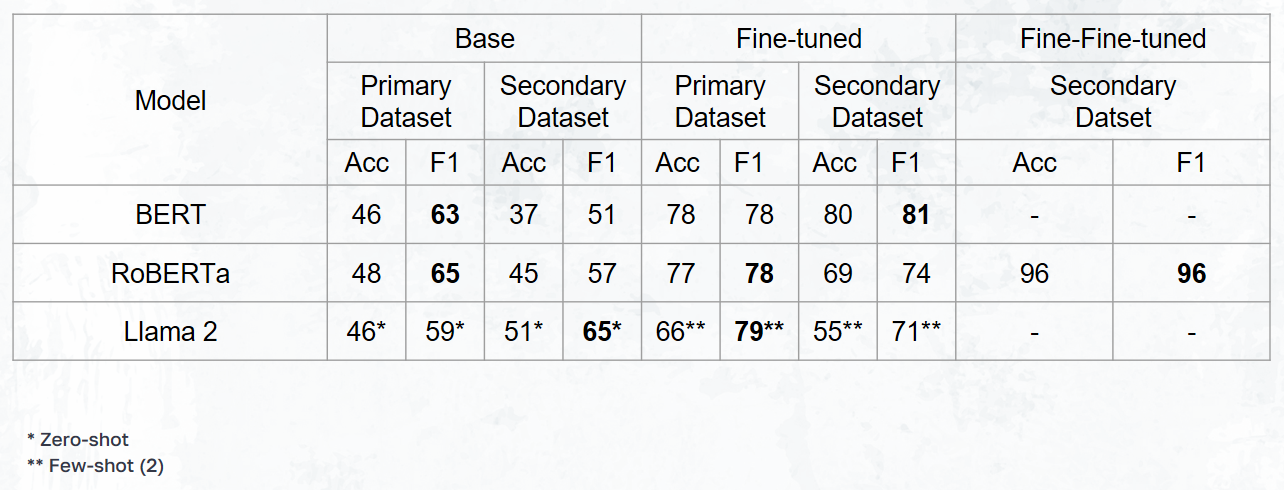 Model Base Fine-tuned Fine-Fine-tuned
Primary Dataset Secondary Dataset Primary Dataset Secondary Dataset Secondary Datset
Acc F1 Acc F1 Acc F1 Acc F1 Acc F1
BERT 46 63 37 51 78 78 80 81 - -
RoBERTa 48 65 45 57 77 78 69 74 96 96
Llama 2 46* 59* 51* 65* 66** 79** 55** 71** - -
* Zero-shot
** Few-shot (2)